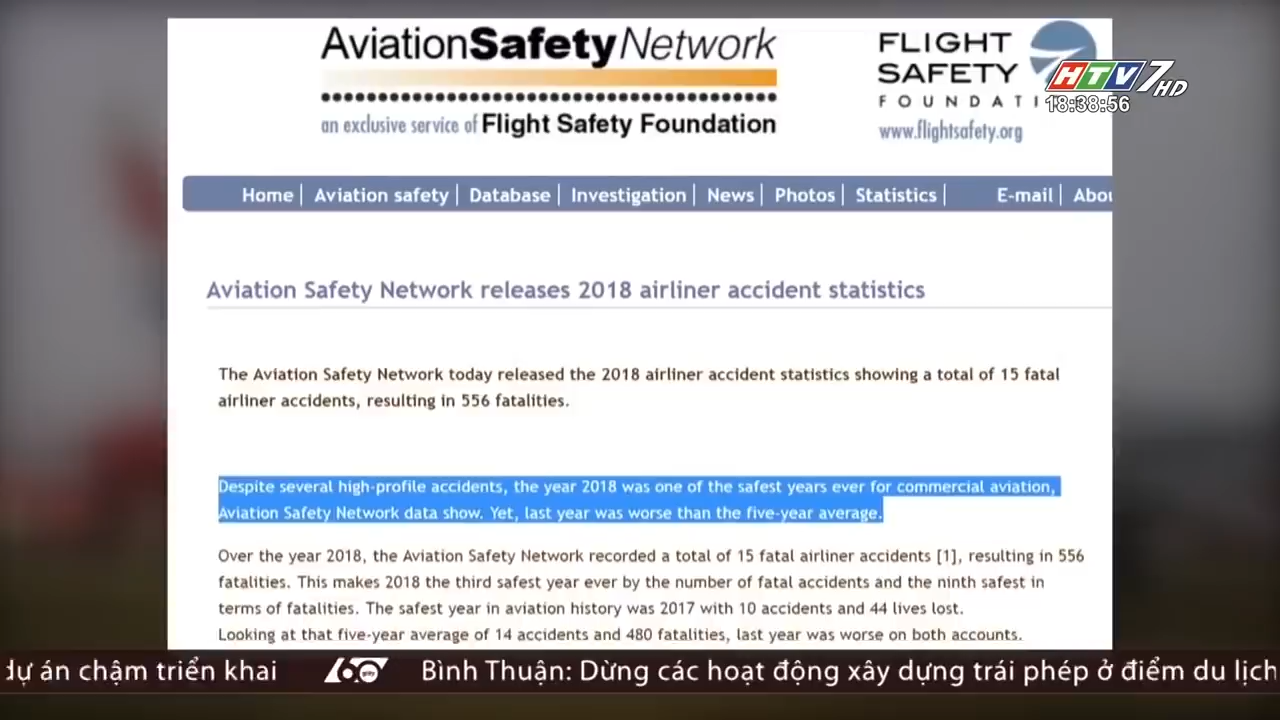 AviationSafetyNetwork
an exclusive service of Flight Safety Foundation
FLIGHT
SAFETY
FOUNDATI
www.flightsafety.org
HTV7 HD
18:38:56
Home | Aviation safety | Database | Investigation | News | Photos | Statistics | E-mail | Abou
Aviation Safety Network releases 2018 airliner accident statistics
The Aviation Safety Network today released the 2018 airliner accident statistics showing a total of 15 fatal
airliner accidents, resulting in 556 fatalities.
Despite several high-profile accidents, the year 2018 was one of the safest years ever for commercial aviation,
Aviation Safety Network data show. Yet, last year was worse than the five-year average.
Over the year 2018, the Aviation Safety Network recorded a total of 15 fatal airliner accidents [1], resulting in 556
fatalities. This makes 2018 the third safest year ever by the number of fatal accidents and the ninth safest in
terms of fatalities. The safest year in aviation history was 2017 with 10 accidents and 44 lives lost.
Looking at that five-year average of 14 accidents and 480 fatalities, last year was worse on both accounts.
dự án chậm triển khai 60 giây Bình Thuận: Dừng các hoạt động xây dựng trái phép ở điểm du lịch